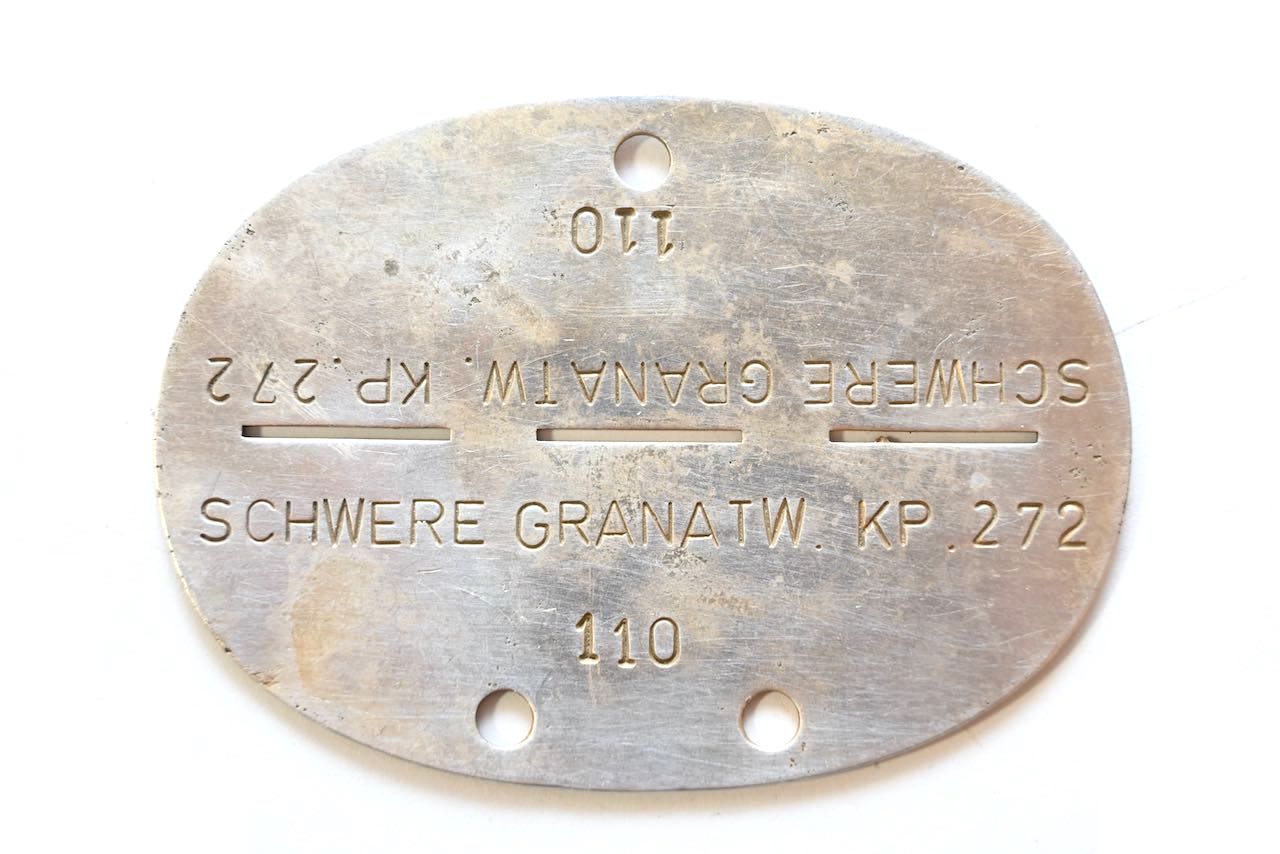 110
SCHWERE GRANATW. KP. 272
SCHWERE GRANATW. KP. 272
110